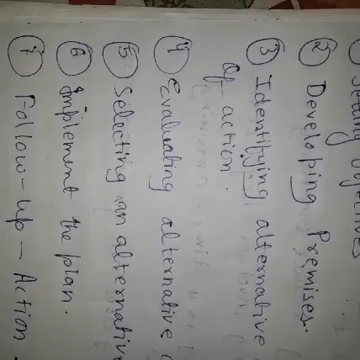 ① Setting objectives
② Developing Premises.
③ Identifying alternative
of action.
④ Evaluating alternative
⑤ Selecting an alternative
⑥ Implement the plan.
⑦ Follow-up - Action.